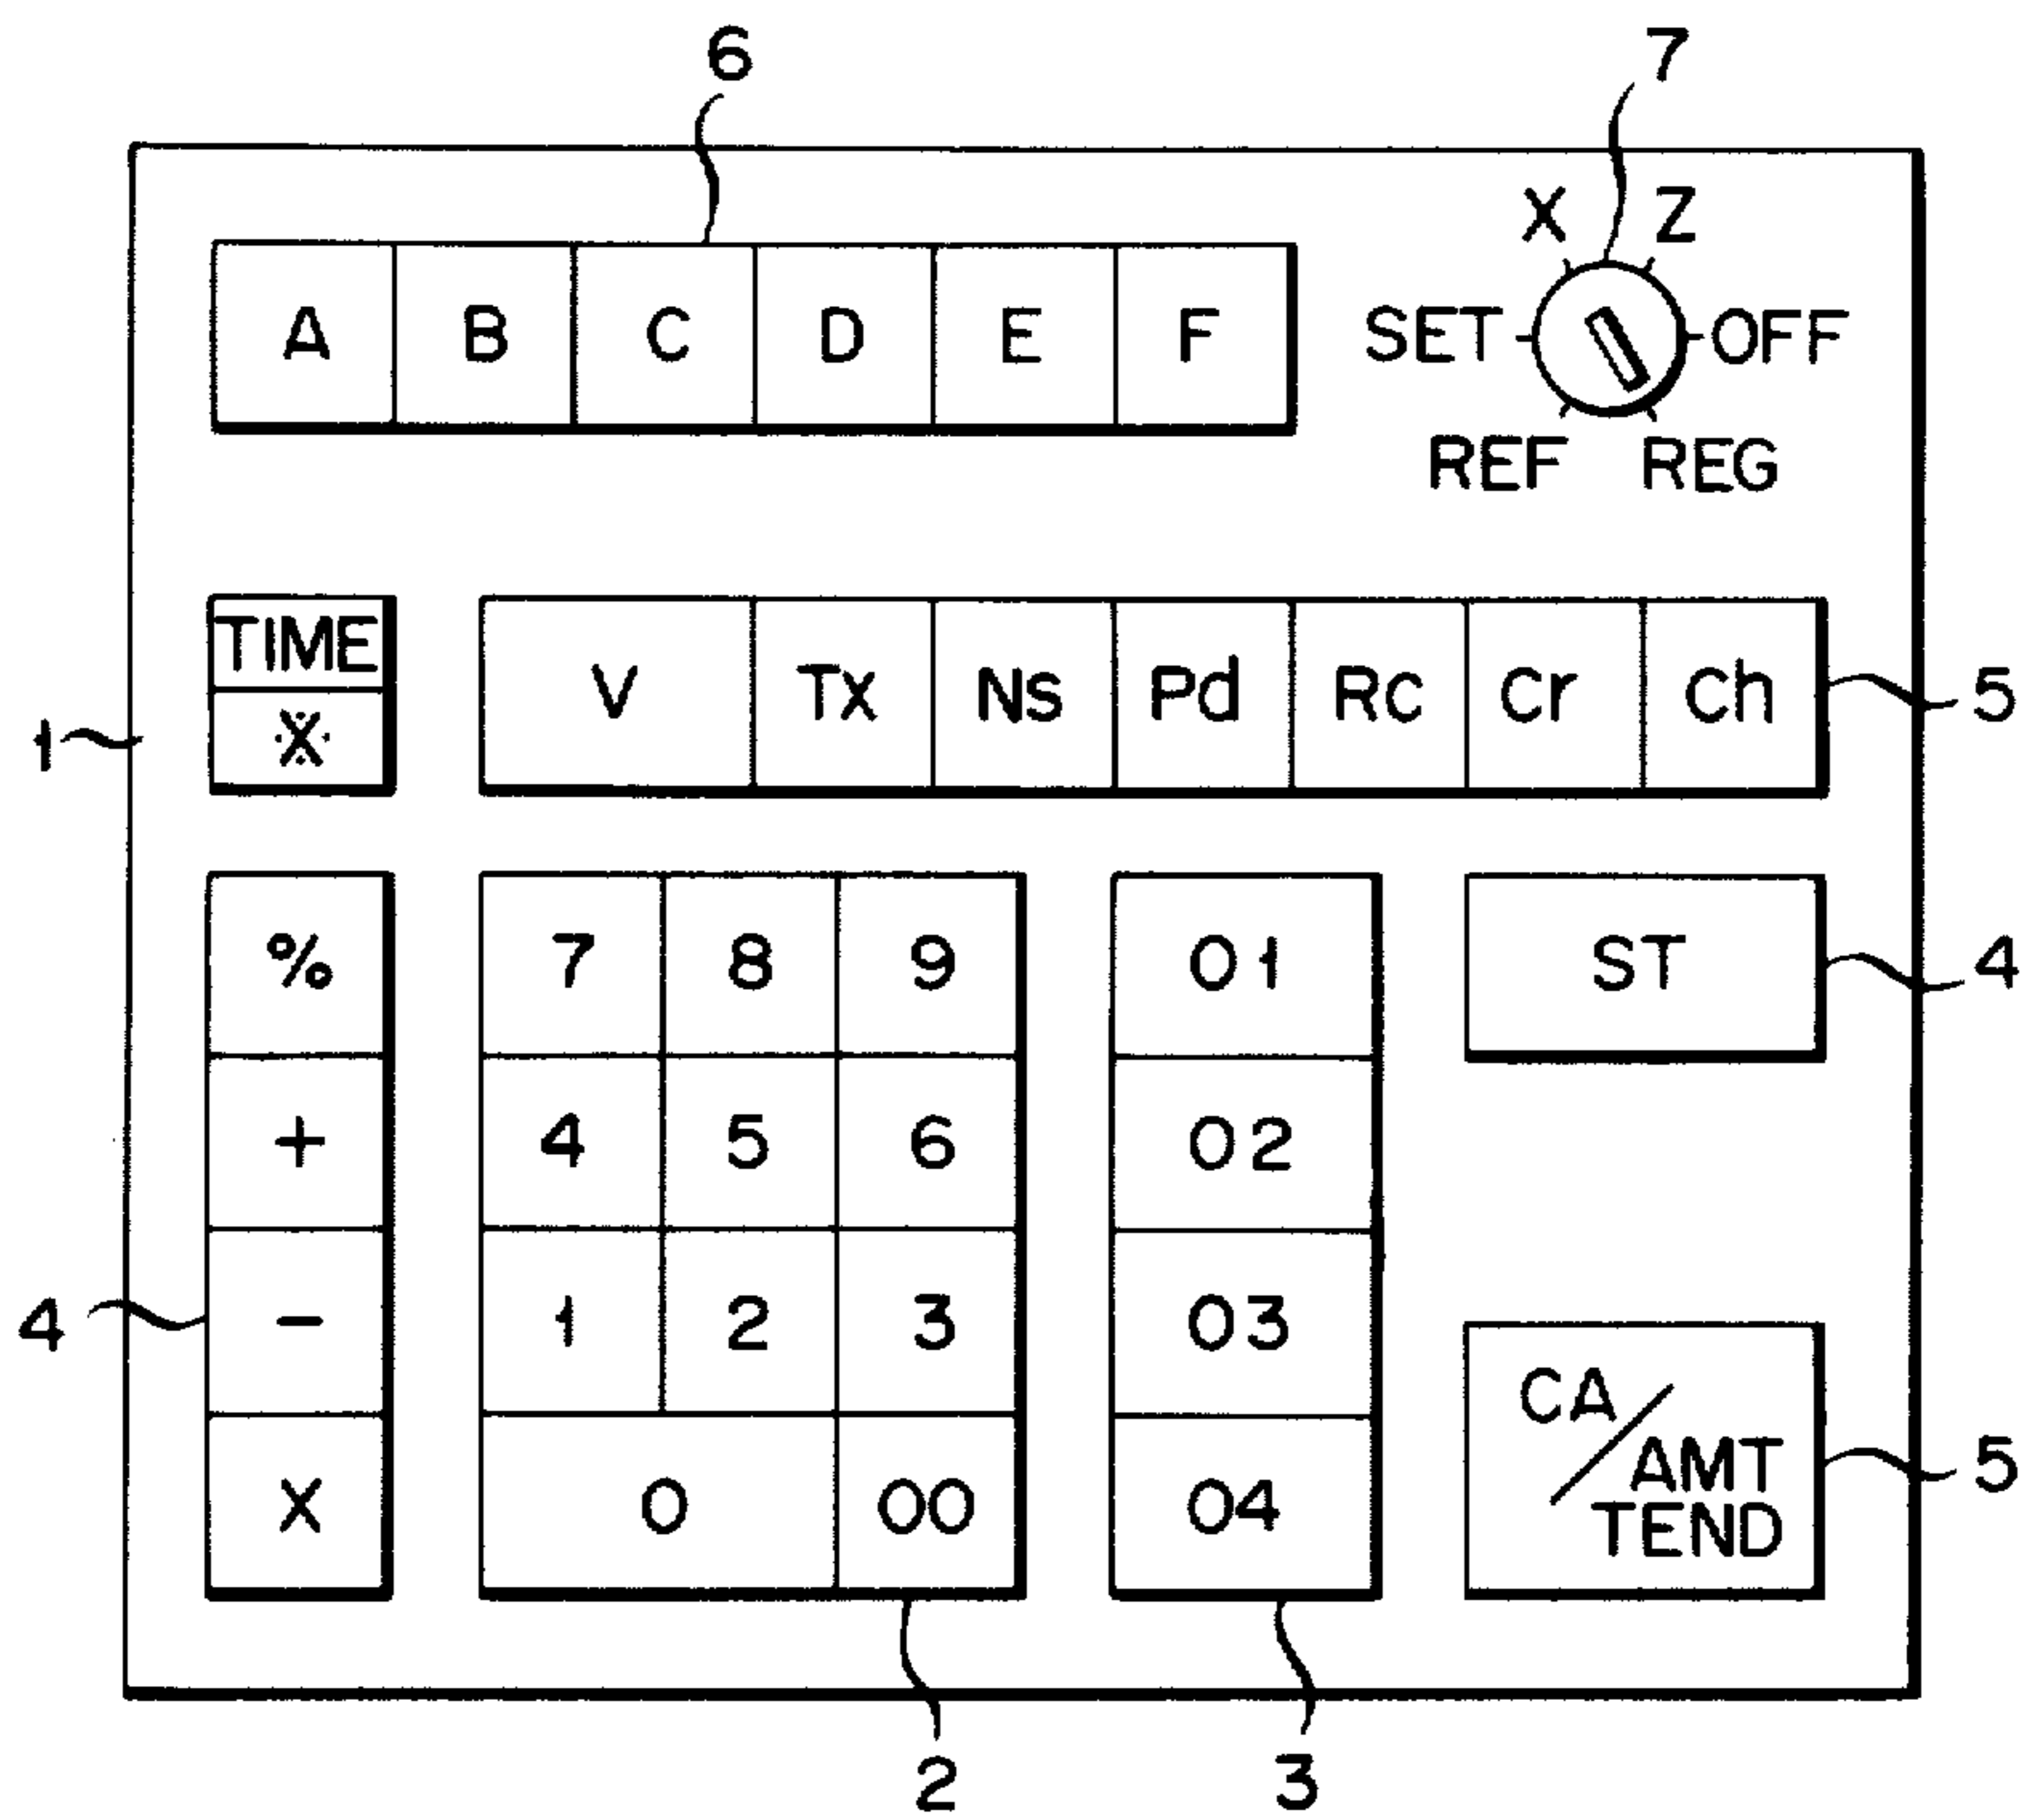 6 7
X Z
A B C D E F SET OFF
REF REG
TIME
※ V Tx NS Pd RC Cr Ch 5
1
% 7 8 9 01 ST 4
+ 4 5 6 02
4 − 1 2 3 03
CA/AMT
TEND 5
X 0 00 04
2 3